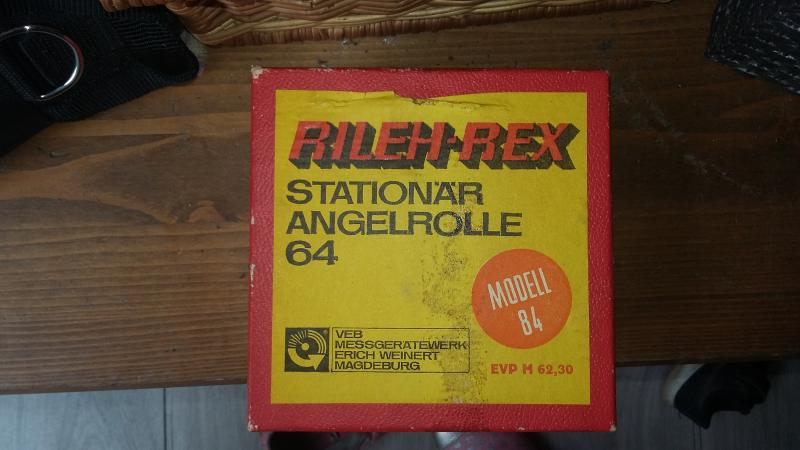 RILEH-REX
STATIONÄR
ANGELROLLE
64
MODELL
84
VEB
MESSGERÄTEWERK
ERICH WEINERT
MAGDEBURG
EVP M 62,30